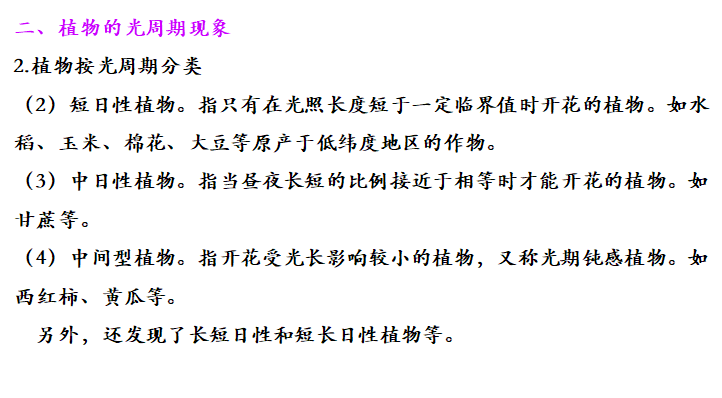 二、植物的光周期现象
2.植物按光周期分类
（2）短日性植物。指只有在光照长度短于一定临界值时开花的植物。如水
稻、玉米、棉花、大豆等原产于低纬度地区的作物。
（3）中日性植物。指当昼夜长短的比例接近于相等时才能开花的植物。如
甘蔗等。
（4）中间型植物。指开花受光长影响较小的植物，又称光期钝感植物。如
西红柿、黄瓜等。
另外，还发现了长短日性和短长日性植物等。